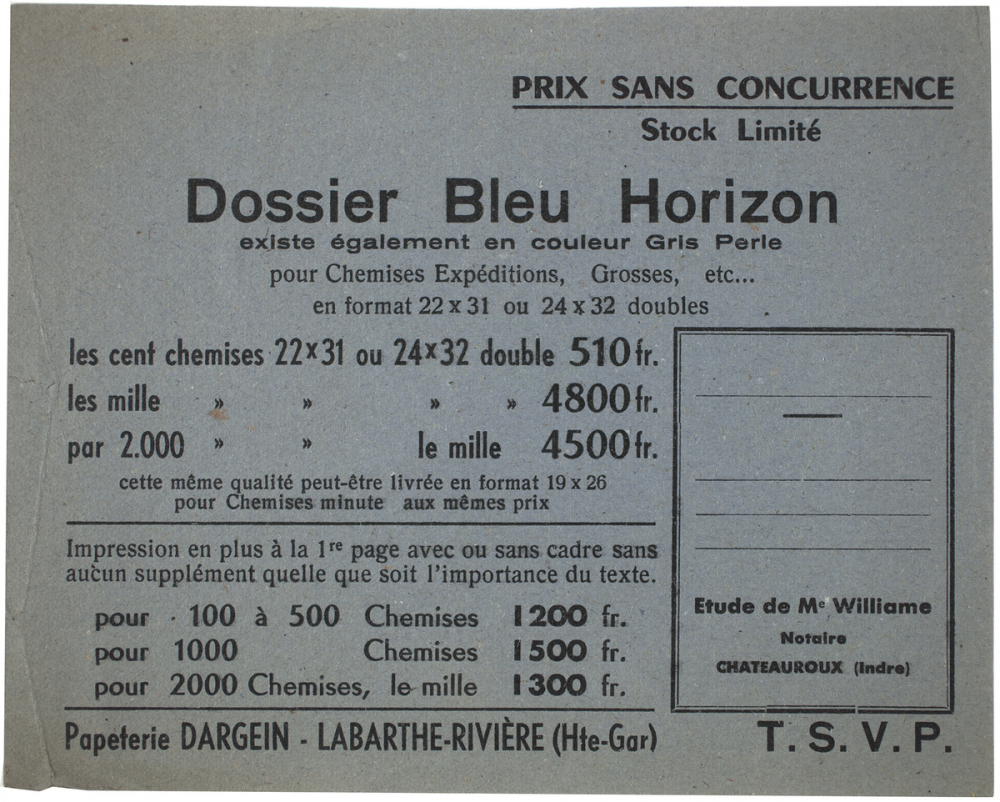 PRIX SANS CONCURRENCE
Stock Limité
Dossier Bleu Horizon
existe également en couleur Gris Perle
pour Chemises Expéditions, Grosses, etc...
en format 22 x 31 ou 24 x 32 doubles
les cent chemises 22x31 ou 24x32 double 510 fr.
les mille » » » » 4800 fr.
par 2.000 » » le mille 4500 fr.
cette même qualité peut-être livrée en format 19 x 26
pour Chemises minute aux mêmes prix
Impression en plus à la 1re page avec ou sans cadre sans
aucun supplément quelle que soit l'importance du texte.
pour 100 à 500 Chemises 1200 fr.
pour 1000 Chemises 1500 fr.
pour 2000 Chemises, le mille 1300 fr.
Etude de Me Williame
Notaire
CHATEAUROUX (Indre)
Papeterie DARGEIN - LABARTHE-RIVIÈRE (Hte-Gar)
T. S. V. P.